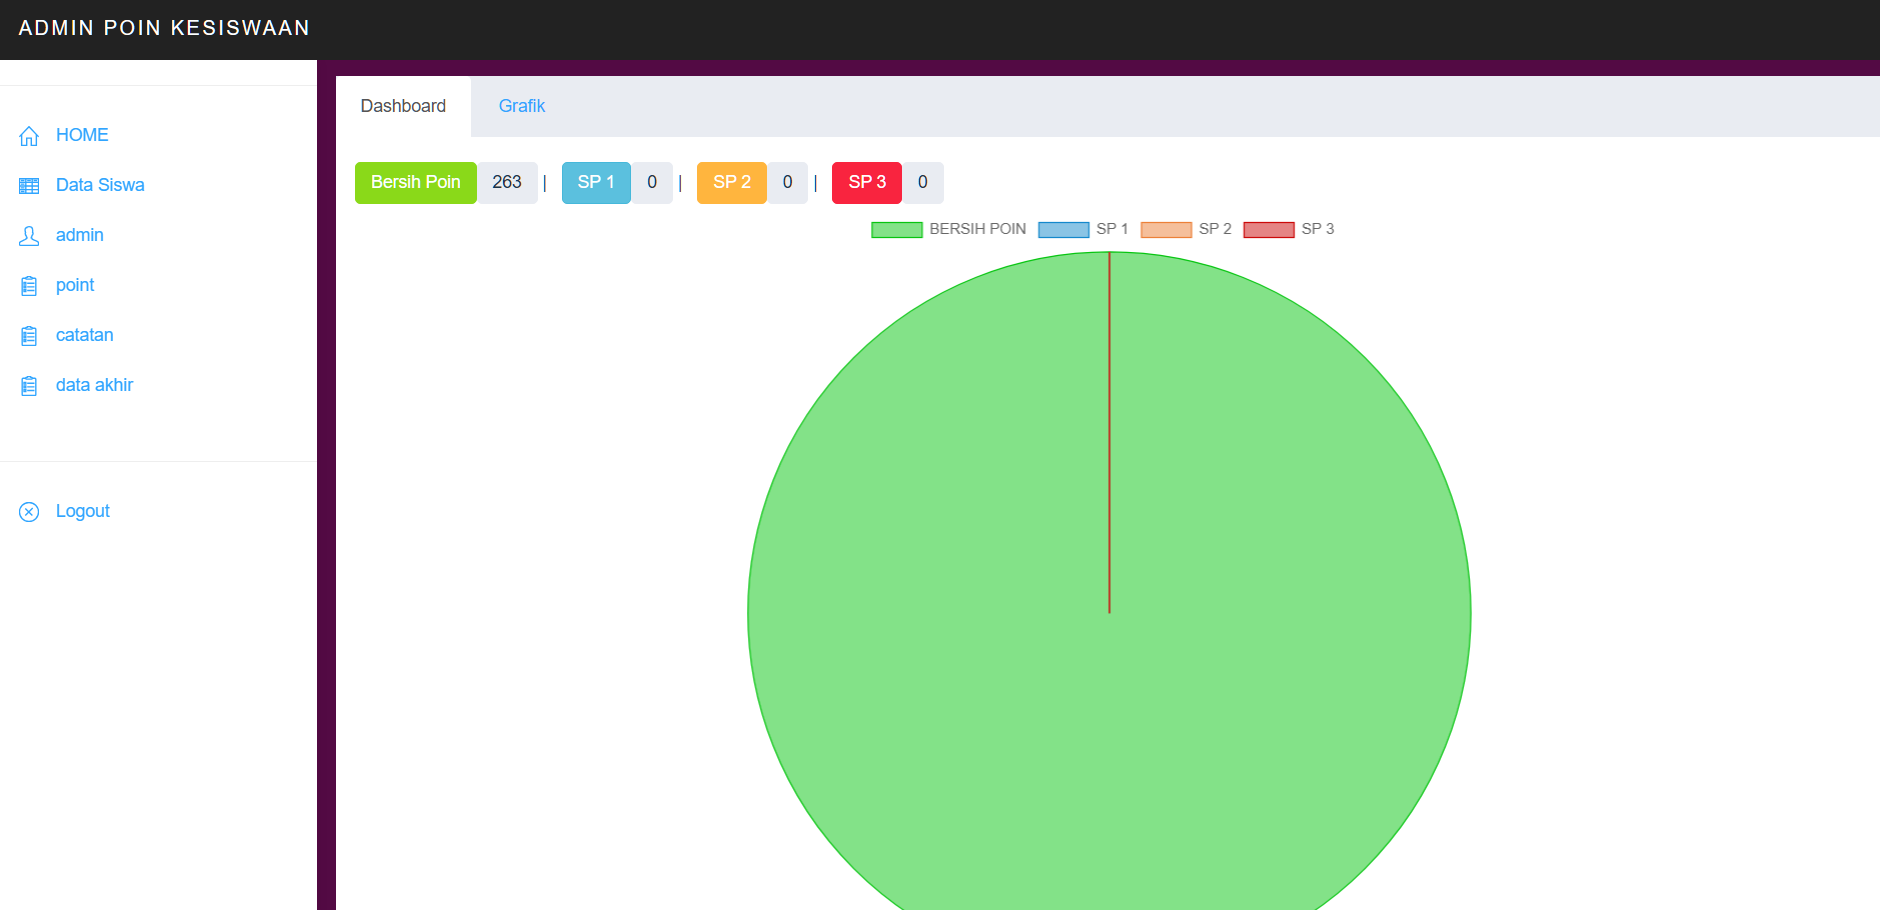 ADMIN POIN KESISWAAN
HOME
Data Siswa
admin
point
catatan
data akhir
Logout
Dashboard Grafik
Bersih Poin 263 | SP 1 0 | SP 2 0 | SP 3 0
BERSIH POIN SP 1 SP 2 SP 3